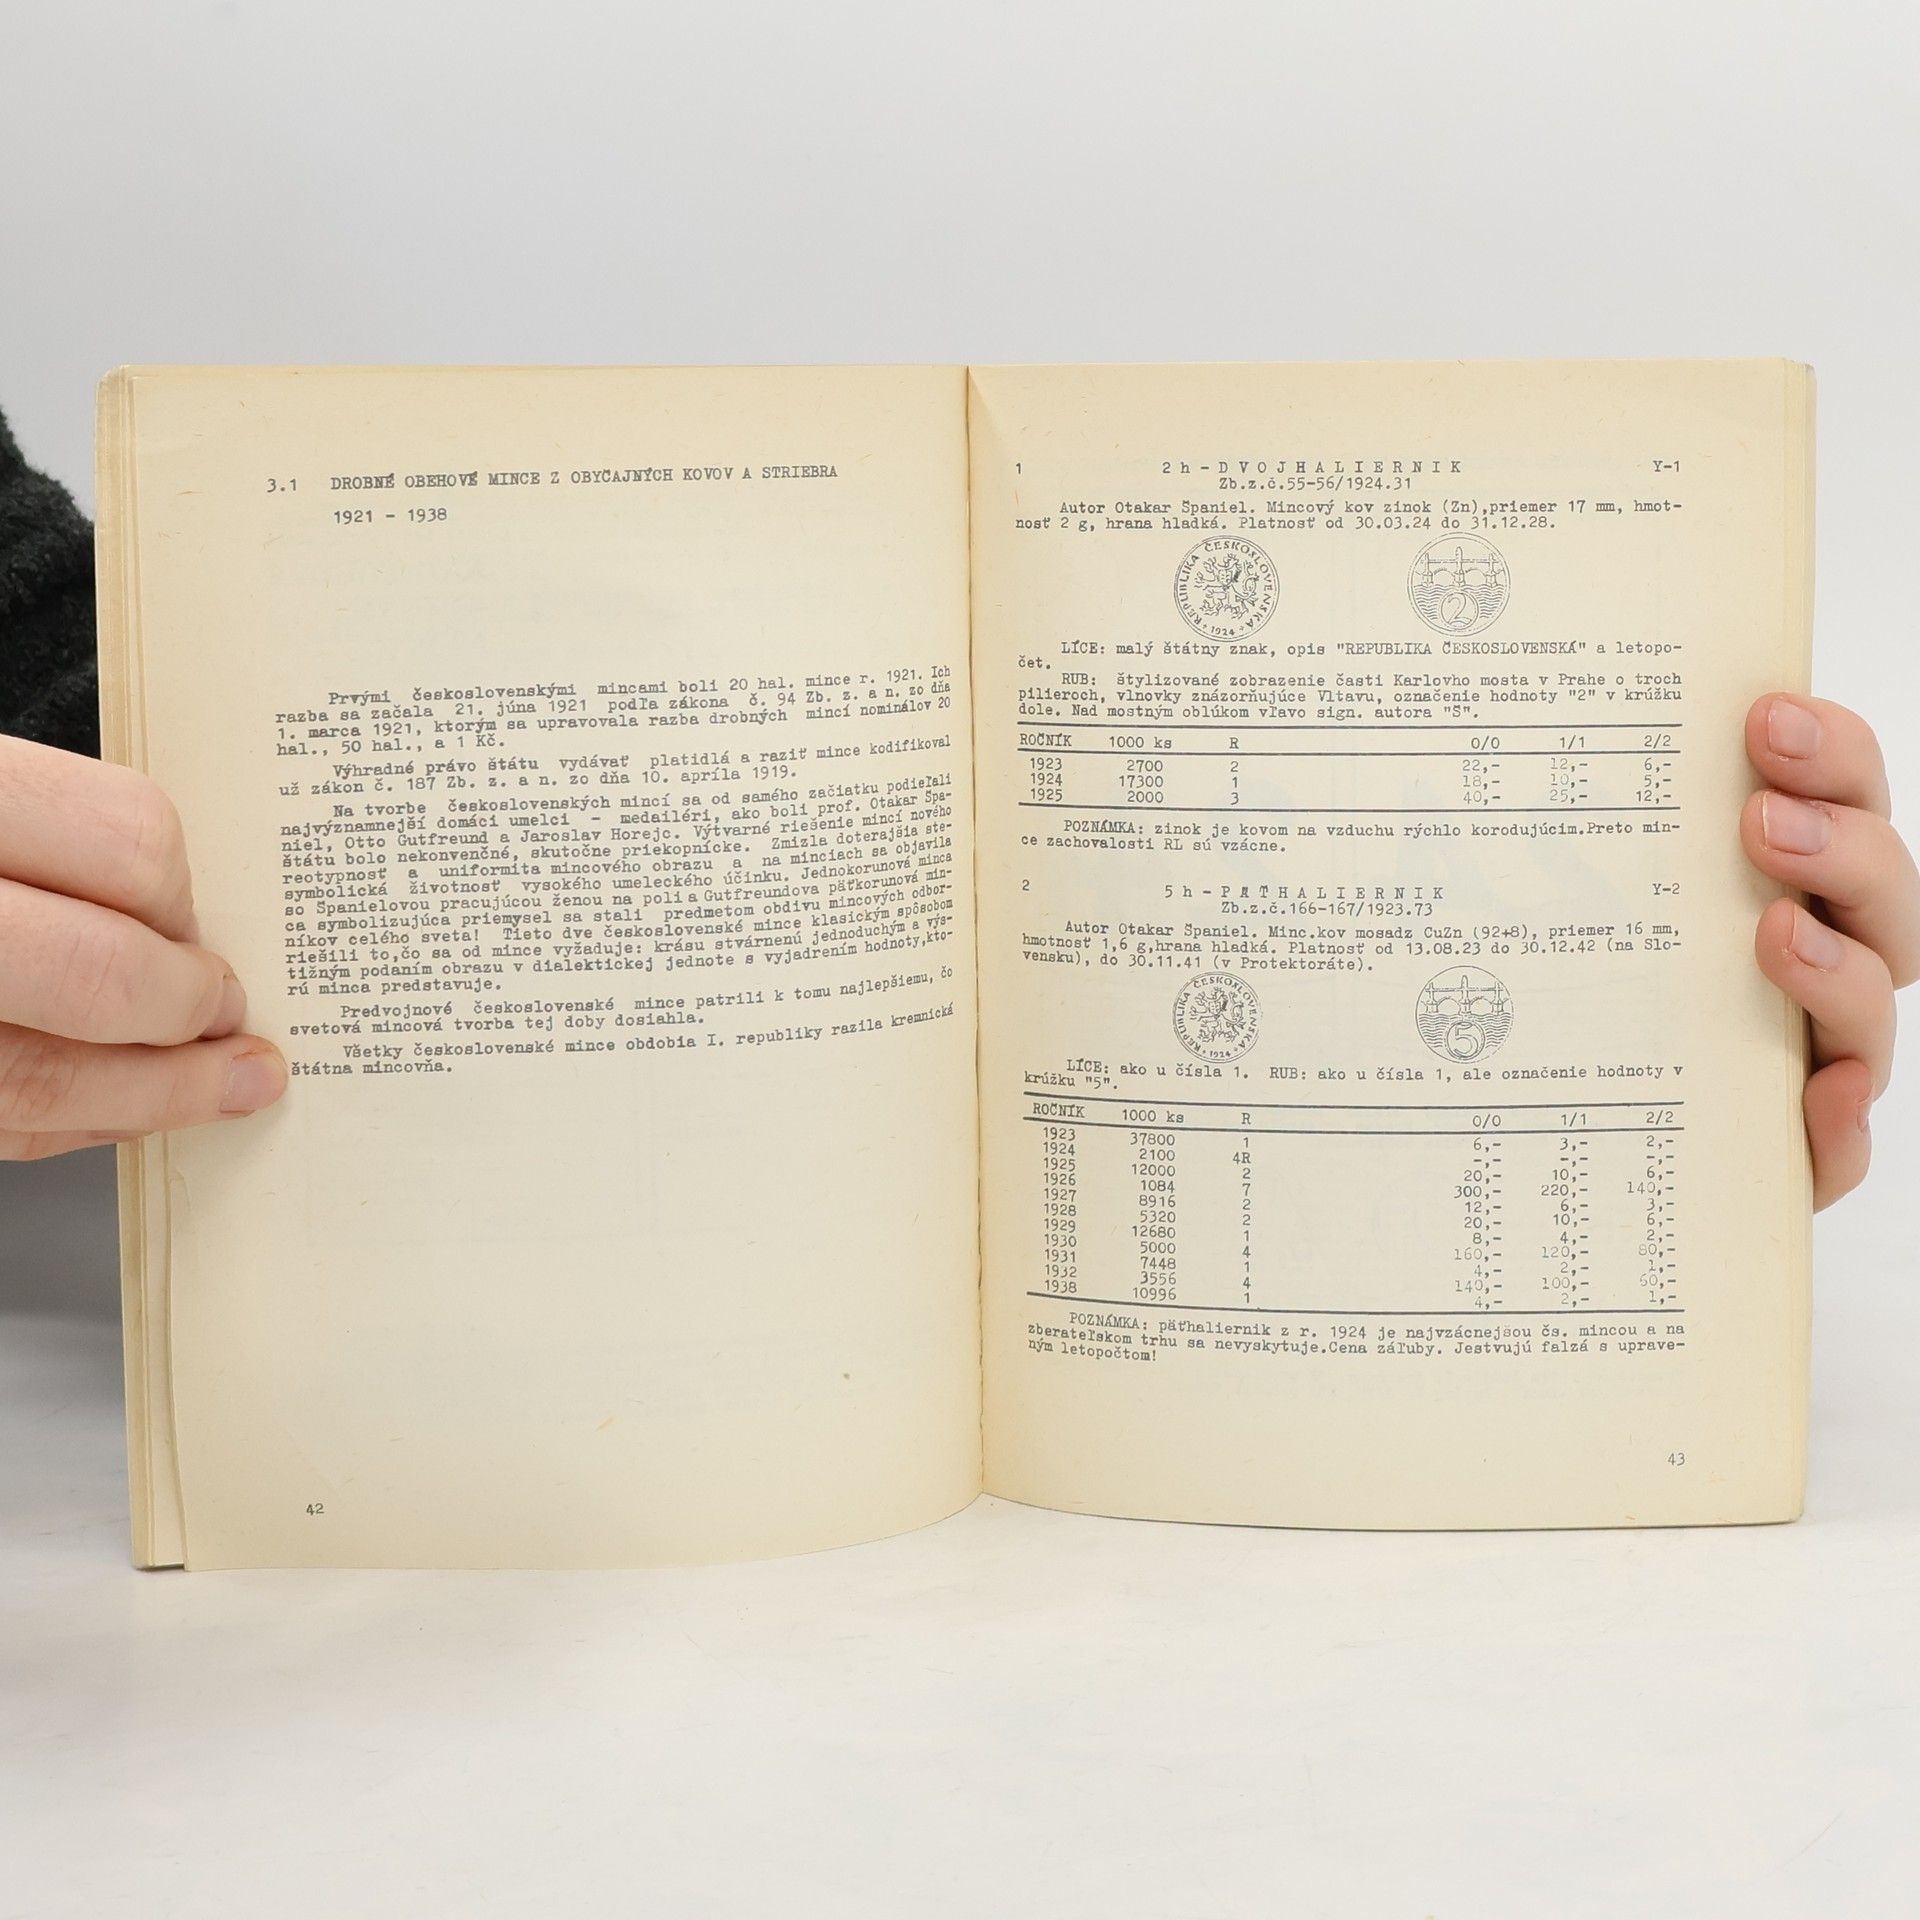 3.1 DROBNÉ OBEHOVÉ MINCE Z OBYČAJNÝCH KOVOV A STRIEBRA
1921 - 1938
Prvými československými mincami boli 20 hal. mince r. 1921. Ich
razba sa začala 21. júna 1921 podľa zákona č. 94 Zb. z. a n. zo dňa
1. marca 1921, ktorým sa upravovala razba drobných mincí nominálov 20
hal., 50 hal., a 1 Kč.
Výhradné právo štátu vydávať platidlá a raziť mince kodifikoval
už zákon č. 187 Zb. z. a n. zo dňa 10. apríla 1919.
Na tvorbe československých mincí sa od samého začiatku podieľali
najvýznamnejší domáci umelci - medailéri, ako boli prof. Otakar Špa-
niel, Otto Gutfreund a Jaroslav Horejc. Výtvarné riešenie mincí nového
štátu bolo nekonvenčné, skutočne priekopnícke. Zmizla doterajšia ste-
reotypnosť a uniformita mincového obrazu a na minciach sa objavila
symbolická životnosť vysokého umeleckého účinku. Jednokorunová minca
so Španielovou pracujúcou ženou na poli a Gutfreundova päťkorunová min-
ca symbolizujúca priemysel sa stali predmetom obdivu mincových odbor-
níkov celého sveta! Tieto dve československé mince klasickým spôsobom
riešili to,čo sa od mince vyžaduje: krásu stvárnenú jednoduchým a výs-
tižným podaním obrazu v dialektickej jednote s vyjadrením hodnoty,kto-
rú minca predstavuje.
Predvojnové československé mince patrili k tomu najlepšiemu, čo
svetová mincová tvorba tej doby dosiahla.
Všetky československé mince obdobia I. republiky razila kremnická
štátna mincovňa.
42
1 2 h - D V O J H A L I E R N I K Y-1
Zb.z.č.55-56/1924.31
Autor Otakar Španiel. Mincový kov zinok (Zn),priemer 17 mm, hmot-
nosť 2 g, hrana hladká. Platnosť od 30.03.24 do 31.12.28.
REPUBLIKA ČESKOSLOVENSKA
1924
2
LÍCE: malý štátny znak, opis "REPUBLIKA ČESKOSLOVENSKÁ" a letopo-
čet.
RUB: štylizované zobrazenie časti Karlovho mosta v Prahe o troch
pilieroch, vlnovky znázorňujúce Vltavu, označenie hodnoty "2" v krúžku
dole. Nad mostným oblúkom vľavo sign. autora "Š".
ROČNÍK 1000 ks R 0/0 1/1 2/2
1923 2700 2 22,- 12,- 6,-
1924 17300 1 18,- 10,- 5,-
1925 2000 3 40,- 25,- 12,-
POZNÁMKA: zinok je kovom na vzduchu rýchlo korodujúcim.Preto min-
ce zachovalosti RL sú vzácne.
2 5 h - P Ä Ť H A L I E R N I K Y-2
Zb.z.č.166-167/1923.73
Autor Otakar Španiel. Minc.kov mosadz CuZn (92+8), priemer 16 mm,
hmotnosť 1,6 g,hrana hladká. Platnosť od 13.08.23 do 30.12.42 (na Slo-
vensku), do 30.11.41 (v Protektoráte).
REPUBLIKA ČESKOSLOVENSKA
1924
5
LÍCE: ako u čísla 1. RUB: ako u čísla 1, ale označenie hodnoty v
krúžku "5".
ROČNÍK 1000 ks R 0/0 1/1 2/2
1923 37800 1 6,- 3,- 2,-
1924 2100 4R -,- -,- -,-
1925 12000 2 20,- 10,- 6,-
1926 1084 7 300,- 220,- 140,-
1927 8916 2 12,- 6,- 3,-
1928 5320 2 20,- 10,- 6,-
1929 12680 1 8,- 4,- 2,-
1930 5000 4 160,- 120,- 80,-
1931 7448 1 4,- 2,- 1,-
1932 3556 4 140,- 100,- 60,-
1938 10996 1 4,- 2,- 1,-
POZNÁMKA: päťhaliernik z r. 1924 je najvzácnejšou čs. mincou a na
zberateľskom trhu sa nevyskytuje.Cena záľuby. Jestvujú falzá s uprave-
ným letopočtom!
43